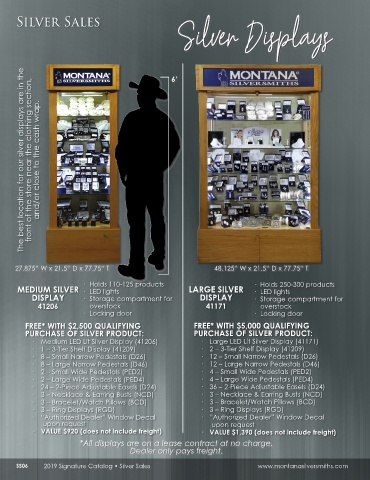 Silver Sales
Silver Displays
The best location for our silver displays are in the
front of the store near the clothing section,
and/or close to the cash wrap.
MONTANA
SILVERSMITHS
6'
MONTANA
SILVERSMITHS
27.875" W x 21.5" D x 77.75" T
48.125" W x 21.5" D x 77.75" T
MEDIUM SILVER
DISPLAY
41206
· Holds 110-125 products
· LED lights
· Storage compartment for
overstock
· Locking door
LARGE SILVER
DISPLAY
41171
· Holds 250-300 products
· LED lights
· Storage compartment for
overstock
· Locking door
FREE* WITH $2,500 QUALIFYING
PURCHASE OF SILVER PRODUCT:
· Medium LED Lit Silver Display (41206)
· 1 – 3-Tier Shelf Display (41209)
· 8 – Small Narrow Pedestals (D26)
· 8 – Large Narrow Pedestals (D46)
· 2 – Small Wide Pedestals (PED2)
· 2 – Large Wide Pedestals (PED4)
· 24 – 2-Piece Adjustable Easels (D24)
· 3 – Necklace & Earring Busts (NCD)
· 3 – Bracelet/Watch Pillows (BCD)
· 3 – Ring Displays (RGD)
· "Authorized Dealer" Window Decal
upon request
VALUE $920 (does not include freight)
FREE* WITH $5,000 QUALIFYING
PURCHASE OF SILVER PRODUCT:
· Large LED Lit Silver Display (41171)
· 2 – 3-Tier Shelf Display (41209)
· 12 – Small Narrow Pedestals (D26)
· 12 – Large Narrow Pedestals (D46)
· 4 – Small Wide Pedestals (PED2)
· 4 – Large Wide Pedestals (PED4)
· 36 – 2-Piece Adjustable Easels (D24)
· 3 – Necklace & Earring Busts (NCD)
· 3 – Bracelet/Watch Pillows (BCD)
· 3 – Ring Displays (RGD)
· "Authorized Dealer" Window Decal
upon request
VALUE $1,390 (does not include freight)
*All displays are on a lease contract at no charge.
Dealer only pays freight.
SS06 2019 Signature Catalog • Silver Sales
www.montanasilversmiths.com